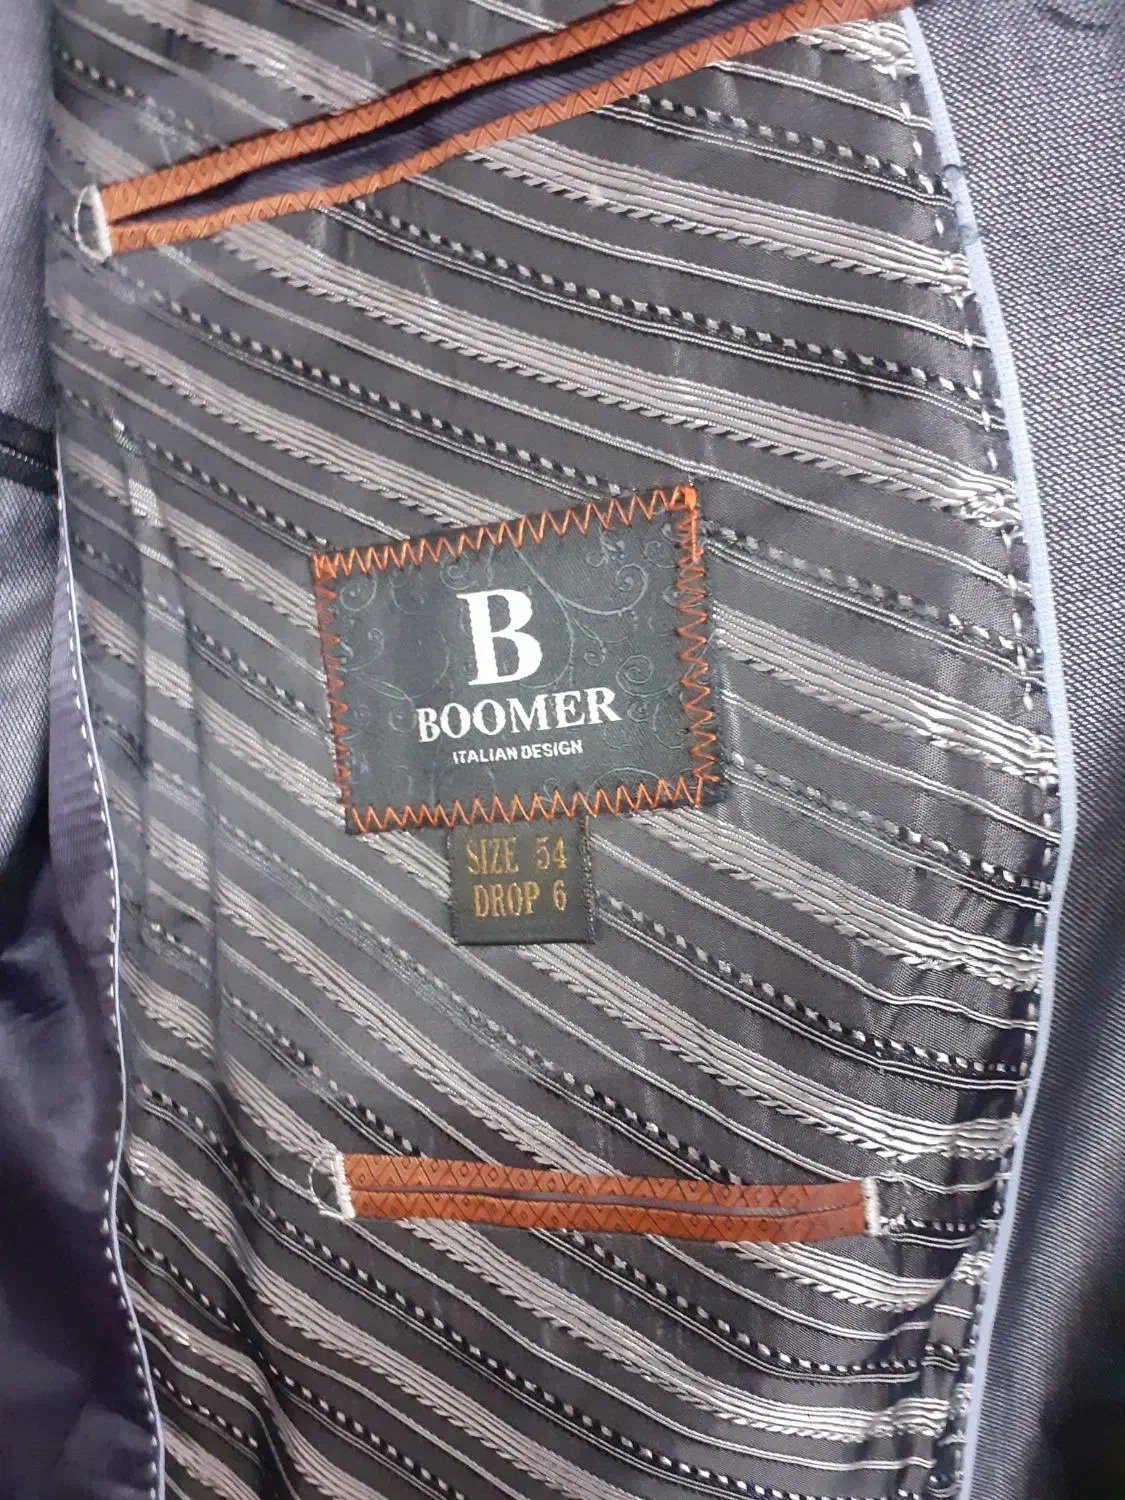 B
BOOMER
ITALIAN DESIGN
SIZE 54
DROP 6